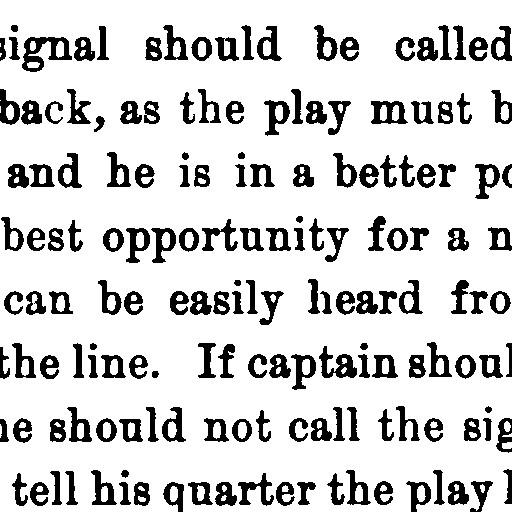 signal should be called
back, as the play must b
and he is in a better po
best opportunity for a n
can be easily heard fro
the line. If captain shoul
he should not call the sig
tell his quarter the play